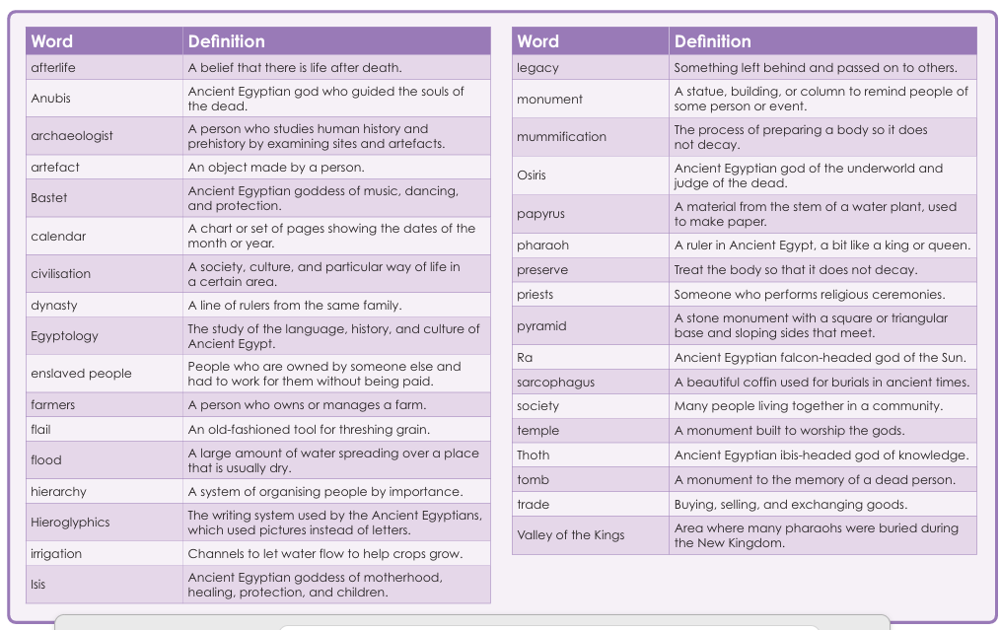 Word Definition
afterlife A belief that there is life after death.
Anubis Ancient Egyptian god who guided the souls of
the dead.
archaeologist A person who studies human history and
prehistory by examining sites and artefacts.
artefact An object made by a person.
Bastet Ancient Egyptian goddess of music, dancing,
and protection.
calendar A chart or set of pages showing the dates of the
month or year.
civilisation A society, culture, and particular way of life in
a certain area.
dynasty A line of rulers from the same family.
Egyptology The study of the language, history, and culture of
Ancient Egypt.
enslaved people People who are owned by someone else and
had to work for them without being paid.
farmers A person who owns or manages a farm.
flail An old-fashioned tool for threshing grain.
flood A large amount of water spreading over a place
that is usually dry.
hierarchy A system of organising people by importance.
Hieroglyphics The writing system used by the Ancient Egyptians,
which used pictures instead of letters.
irrigation Channels to let water flow to help crops grow.
Isis Ancient Egyptian goddess of motherhood,
healing, protection, and children.
Word Definition
legacy Something left behind and passed on to others.
monument A statue, building, or column to remind people of
some person or event.
mummification The process of preparing a body so it does
not decay.
Osiris Ancient Egyptian god of the underworld and
judge of the dead.
papyrus A material from the stem of a water plant, used
to make paper.
pharaoh A ruler in Ancient Egypt, a bit like a king or queen.
preserve Treat the body so that it does not decay.
priests Someone who performs religious ceremonies.
pyramid A stone monument with a square or triangular
base and sloping sides that meet.
Ra Ancient Egyptian falcon-headed god of the Sun.
sarcophagus A beautiful coffin used for burials in ancient times.
society Many people living together in a community.
temple A monument built to worship the gods.
Thoth Ancient Egyptian ibis-headed god of knowledge.
tomb A monument to the memory of a dead person.
trade Buying, selling, and exchanging goods.
Valley of the Kings Area where many pharaohs were buried during
the New Kingdom.